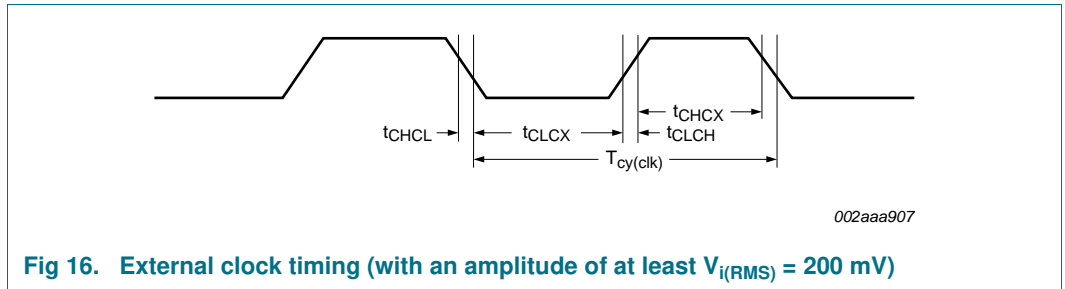 tCHCX
tCHCL tCLCX tCLCH
Tcy(clk)
002aaa907
Fig 16. External clock timing (with an amplitude of at least Vi(RMS) = 200 mV)